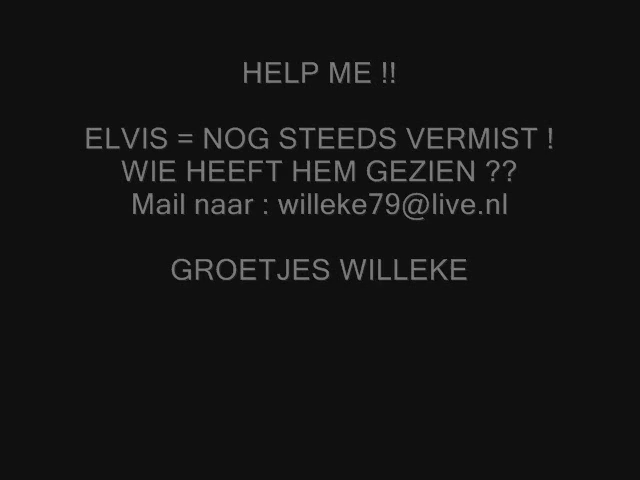 HELP ME !!
ELVIS = NOG STEEDS VERMIST !
WIE HEEFT HEM GEZIEN ??
Mail naar : willeke79@live.nl
GROETJES WILLEKE